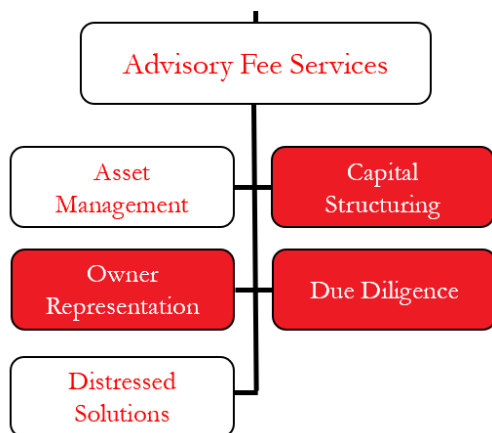 Advisory Fee Services
Asset
Management
Capital
Structuring
Owner
Representation
Due Diligence
Distressed
Solutions